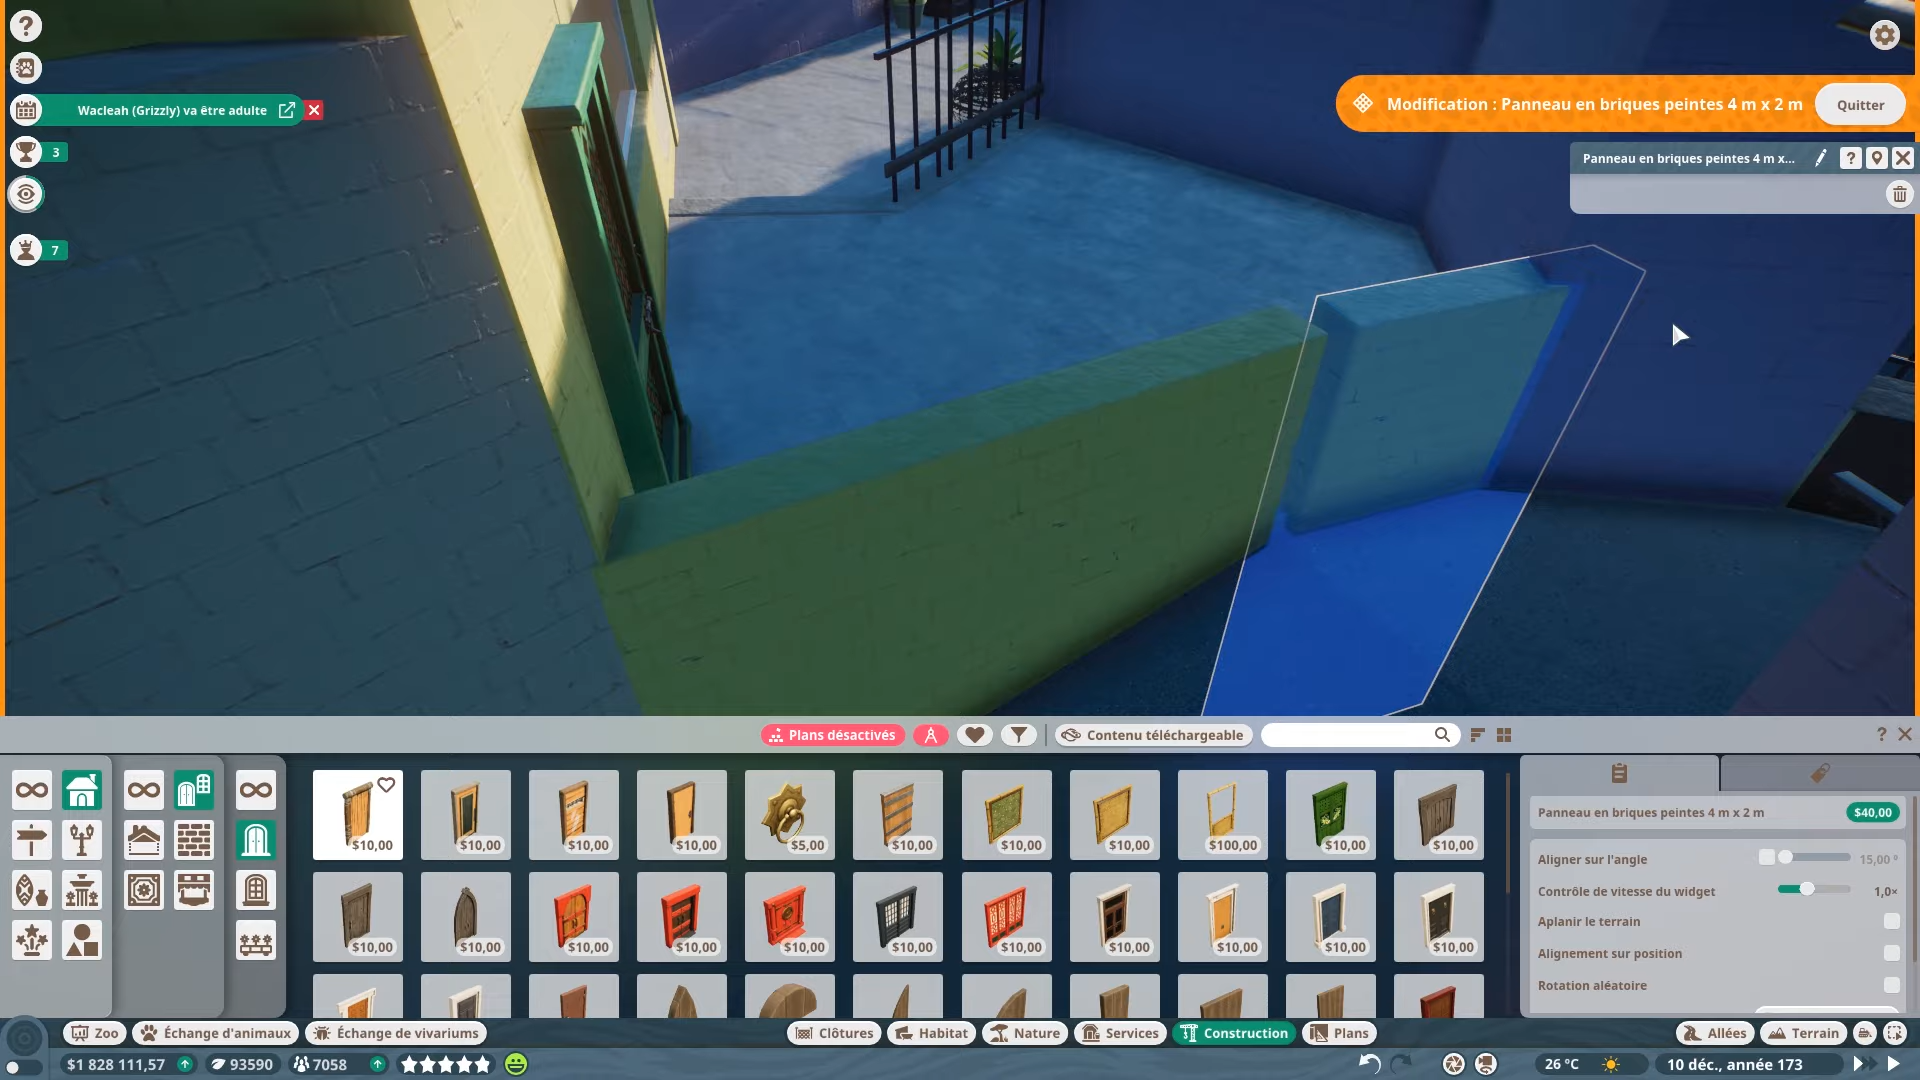 Wacleah (Grizzly) va être adulte
3
7
Modification : Panneau en briques peintes 4 m x 2 m
Quitter
Panneau en briques peintes 4 m x...
?
Plans désactivés
Contenu téléchargeable
?
$10,00 $10,00 $10,00 $10,00 $5,00 $10,00 $10,00 $10,00 $100,00 $10,00 $10,00
$10,00 $10,00 $10,00 $10,00 $10,00 $10,00 $10,00 $10,00 $10,00 $10,00 $10,00
Panneau en briques peintes 4 m x 2 m
$40,00
Aligner sur l'angle
15,00 °
Contrôle de vitesse du widget
1,0×
Aplanir le terrain
Alignement sur position
Rotation aléatoire
Zoo
Échange d'animaux
Échange de vivariums
Clôtures
Habitat
Nature
Services
Construction
Plans
Allées
Terrain
$1 828 111,57
93590
7058
26 °C
10 déc., année 173